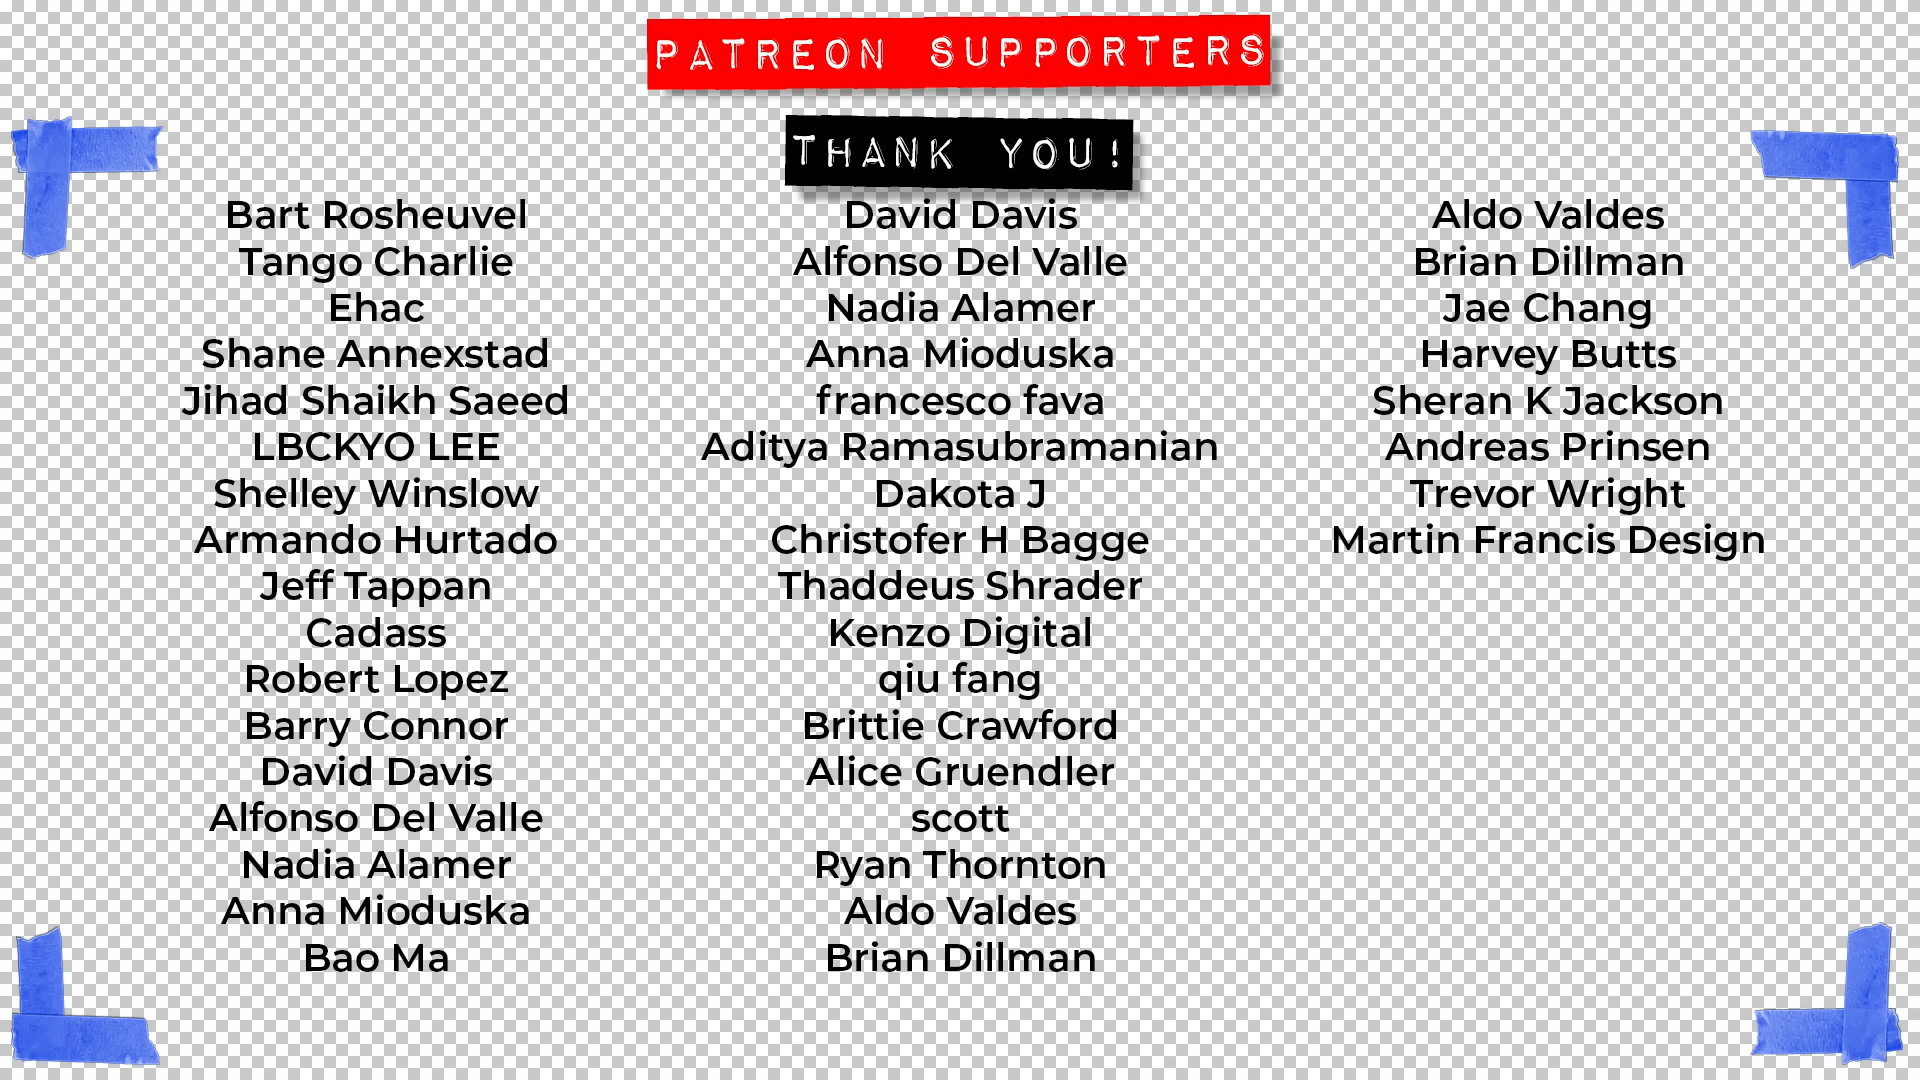 PATREON SUPPORTERS
THANK YOU!
Bart Rosheuvel
Tango Charlie
Ehac
Shane Annexstad
Jihad Shaikh Saeed
LBCKYO LEE
Shelley Winslow
Armando Hurtado
Jeff Tappan
Cadass
Robert Lopez
Barry Connor
David Davis
Alfonso Del Valle
Nadia Alamer
Anna Mioduska
Bao Ma
David Davis
Alfonso Del Valle
Nadia Alamer
Anna Mioduska
francesco fava
Aditya Ramasubramanian
Dakota J
Christofer H Bagge
Thaddeus Shrader
Kenzo Digital
qiu fang
Brittie Crawford
Alice Gruendler
scott
Ryan Thornton
Aldo Valdes
Brian Dillman
Aldo Valdes
Brian Dillman
Jae Chang
Harvey Butts
Sheran K Jackson
Andreas Prinsen
Trevor Wright
Martin Francis Design